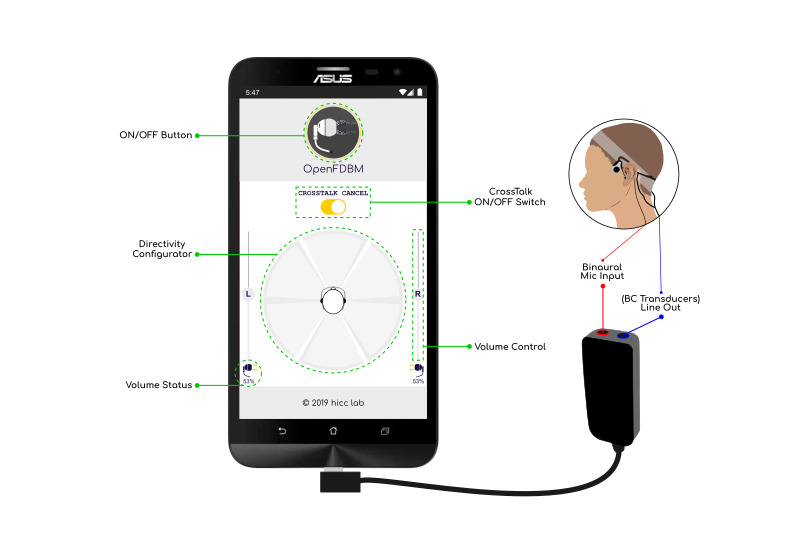 ASUS
5:47
ON/OFF Button
OpenFDBM
CROSSTALK CANCEL
CrossTalk
ON/OFF Switch
Directivity
Configurator
L
R
Binaural
Mic Input
(BC Transducers)
Line Out
Volume Control
Volume Status
53%
53%
© 2019 hicc lab